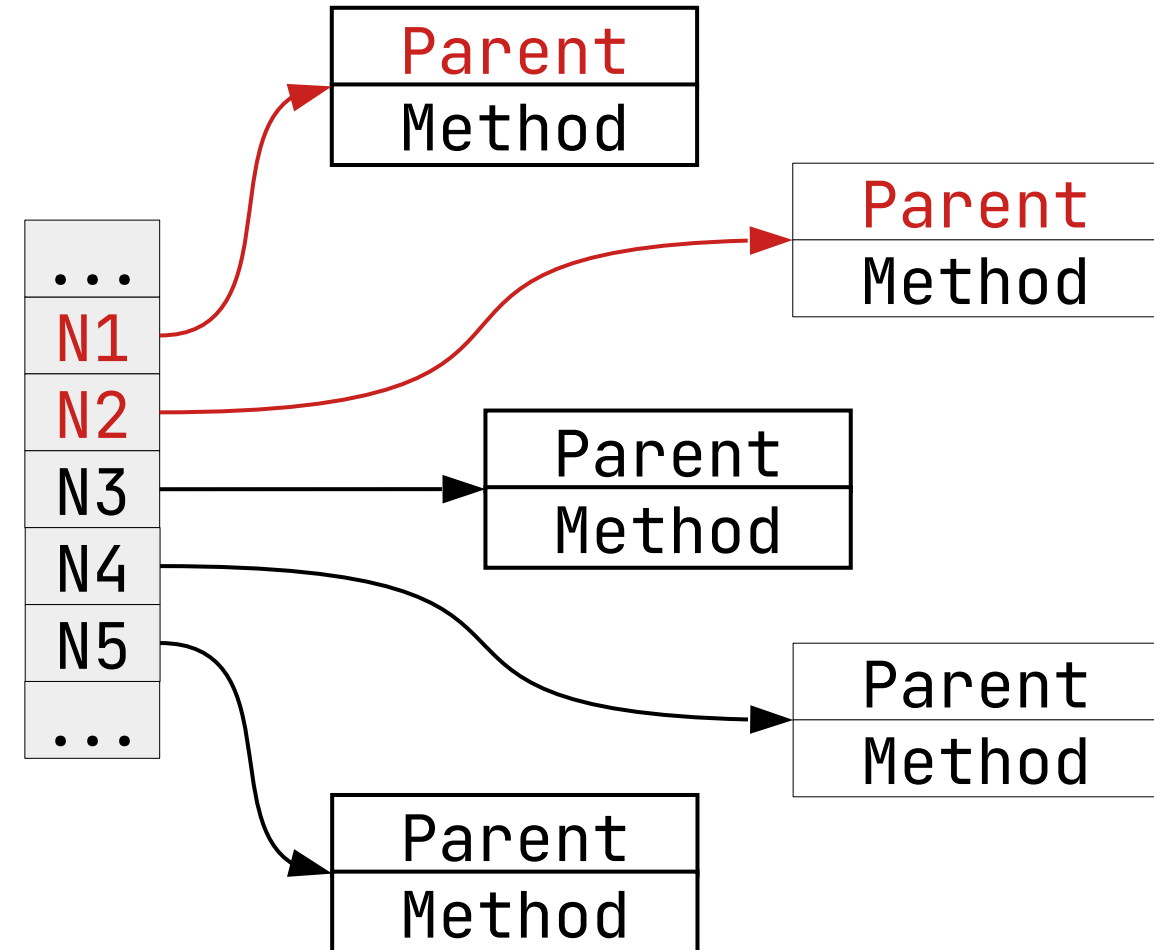 Parent
Method
Parent
Method
...
N1
N2
N3
N4
N5
...
Parent
Method
Parent
Method
Parent
Method